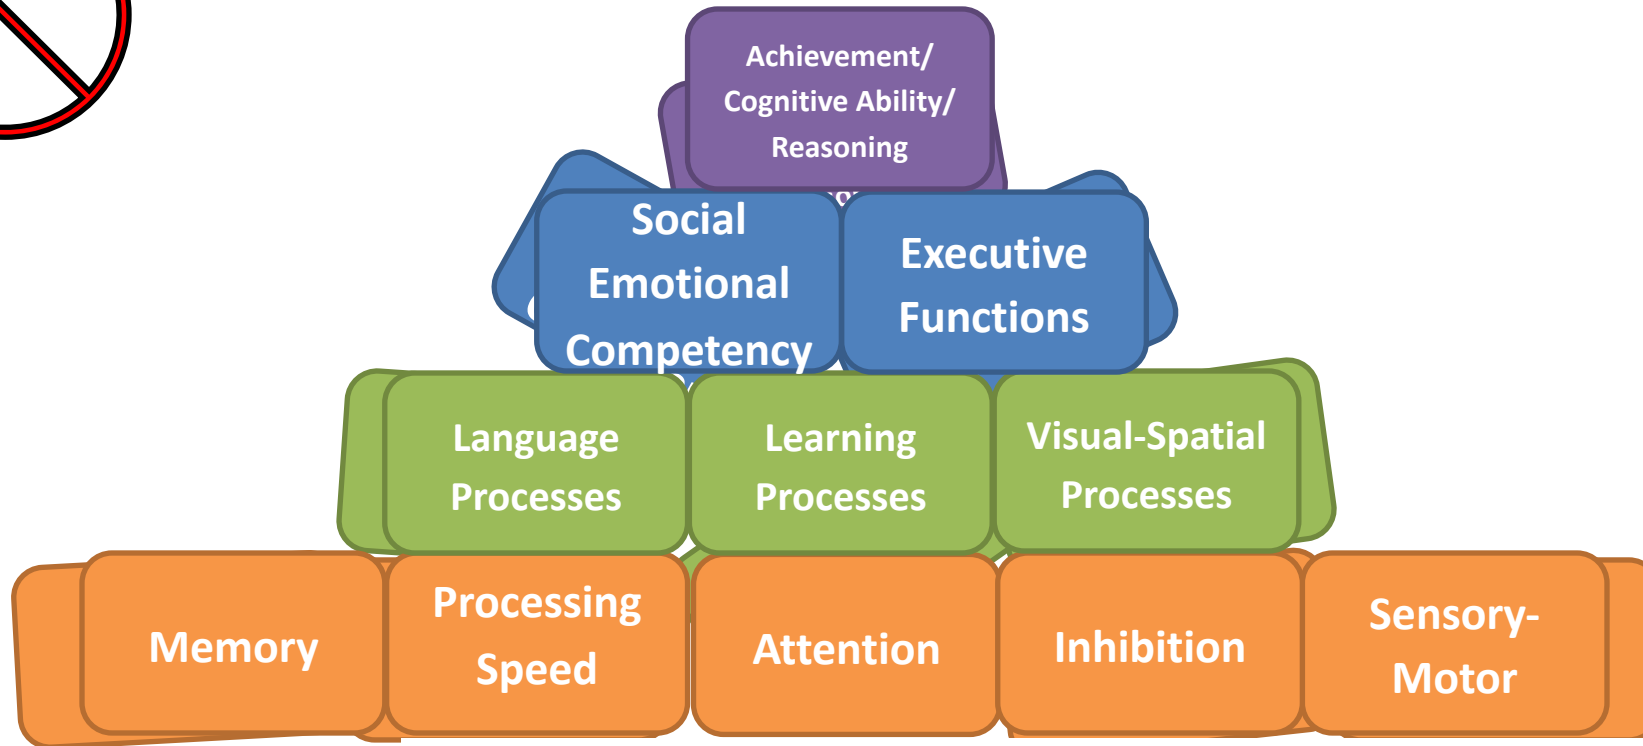 Achievement/
Cognitive Ability/
Reasoning
Social
Emotional
Competency
Executive
Functions
Language
Processes
Learning
Processes
Visual-Spatial
Processes
Memory
Processing
Speed
Attention
Inhibition
Sensory-
Motor